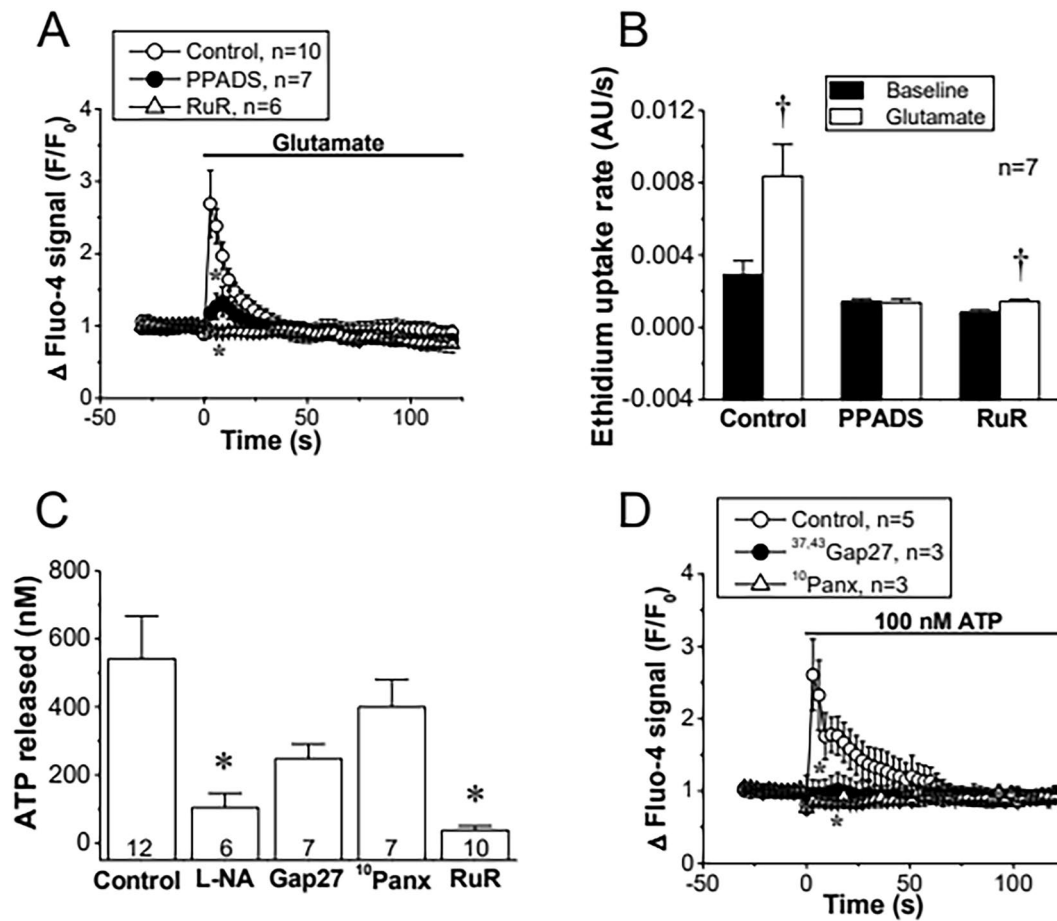 A
Control, n=10
PPADS, n=7
RuR, n=6
Glutamate
Δ Fluo-4 signal (F/F0)
4
3
2
1
0
*
*
-50 0 50 100
Time (s)
B
Baseline
Glutamate
n=7
Ethidium uptake rate (AU/s)
0.012
0.008
0.004
0.000
-0.004
†
†
Control PPADS RuR
C
ATP released (nM)
800
600
400
200
0
*
*
12 6 7 7 10
Control L-NA Gap27 10Panx RuR
D
Control, n=5
37,43Gap27, n=3
10Panx, n=3
100 nM ATP
Δ Fluo-4 signal (F/F0)
4
3
2
1
0
*
*
-50 0 50 100
Time (s)